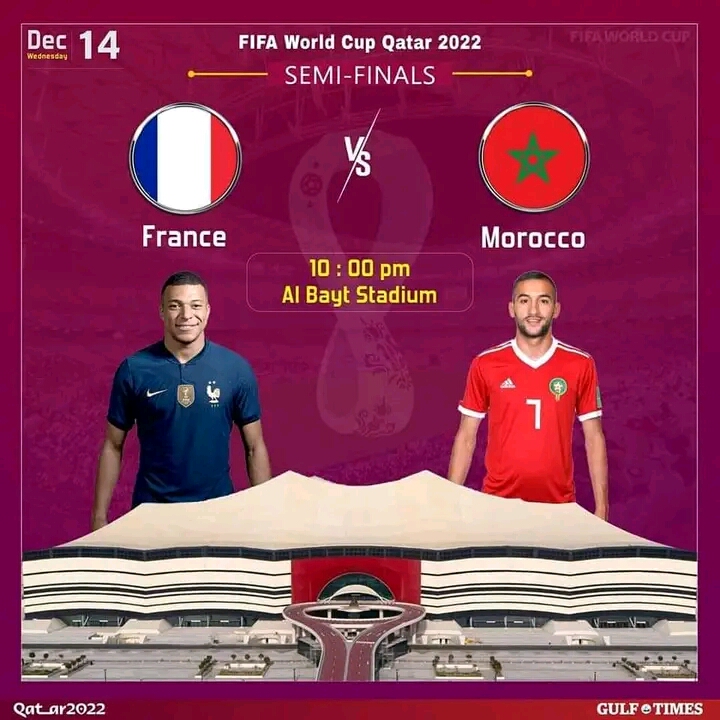 Dec 14
Wednesday
FIFA World Cup Qatar 2022
FIFA WORLD CUP
SEMI-FINALS
VS
France
Morocco
10 : 00 pm
Al Bayt Stadium
adidas
7
Qat_ar2022
GULF TIMES